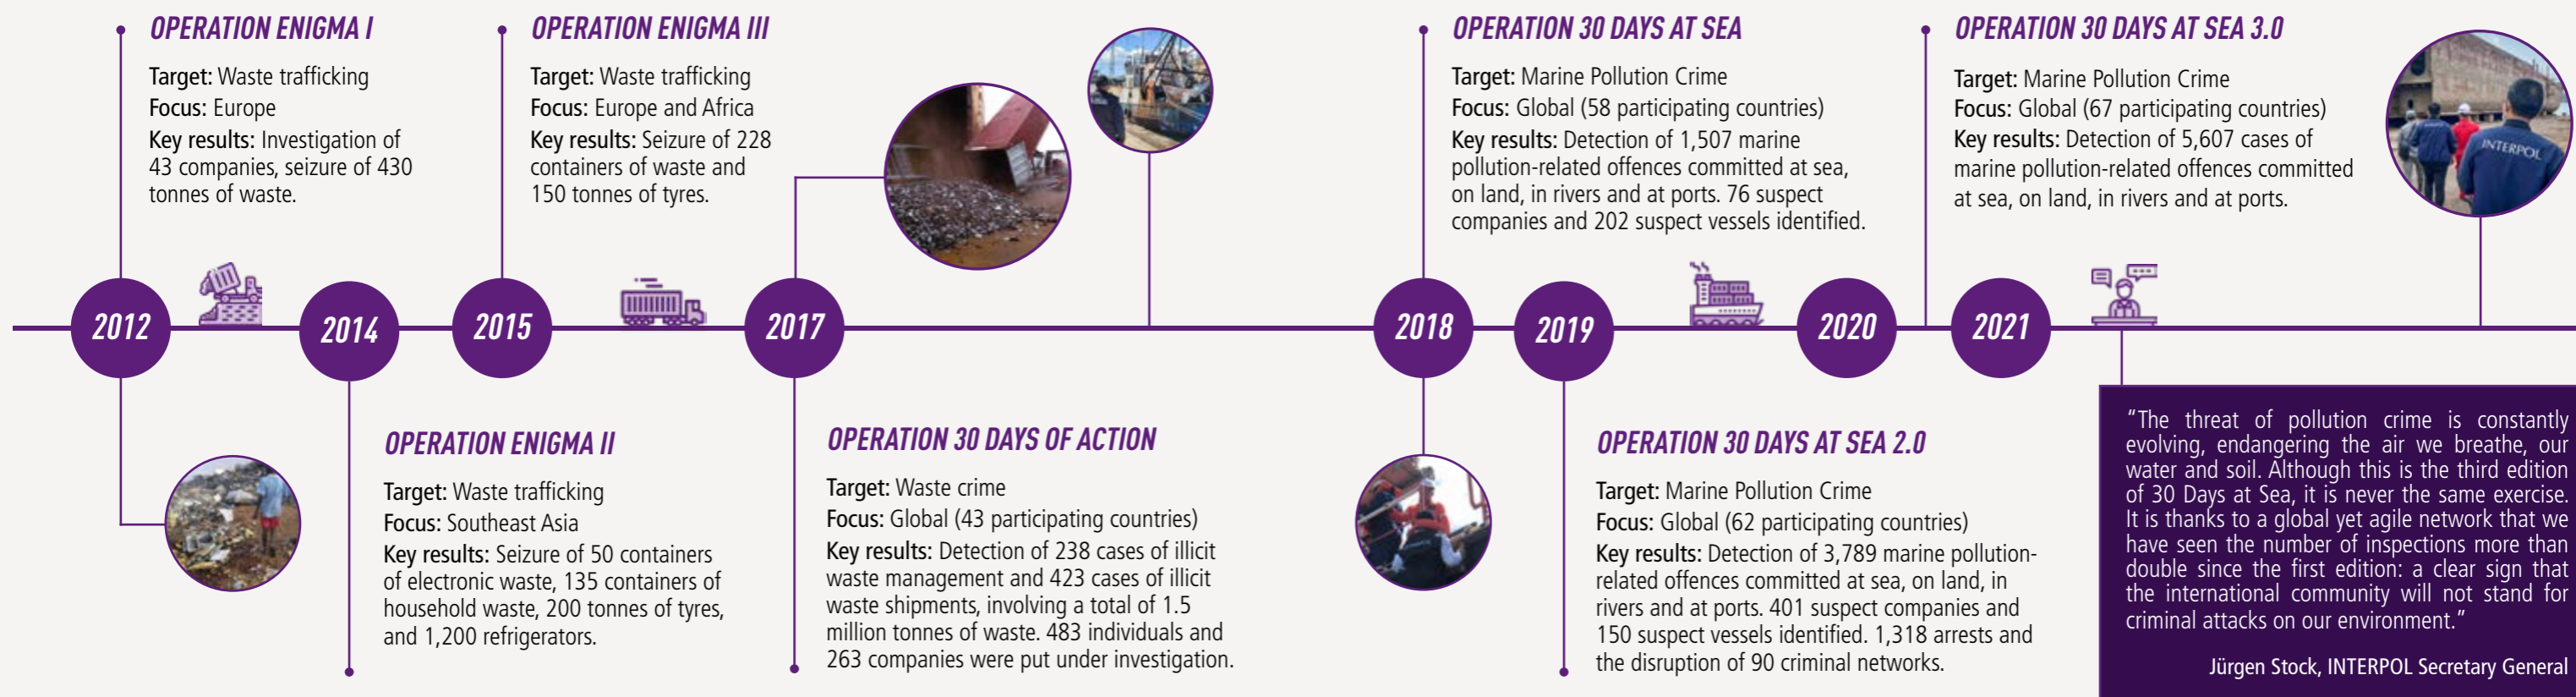 OPERATION ENIGMA I
Target: Waste trafficking
Focus: Europe
Key results: Investigation of
43 companies, seizure of 430
tonnes of waste.
OPERATION ENIGMA III
Target: Waste trafficking
Focus: Europe and Africa
Key results: Seizure of 228
containers of waste and
150 tonnes of tyres.
OPERATION 30 DAYS AT SEA
Target: Marine Pollution Crime
Focus: Global (58 participating countries)
Key results: Detection of 1,507 marine
pollution-related offences committed at sea,
on land, in rivers and at ports. 76 suspect
companies and 202 suspect vessels identified.
OPERATION 30 DAYS AT SEA 3.0
Target: Marine Pollution Crime
Focus: Global (67 participating countries)
Key results: Detection of 5,607 cases of
marine pollution-related offences committed
at sea, on land, in rivers and at ports.
INTERPOL
2012
2014
2015
2017
2018
2019
2020
2021
OPERATION ENIGMA II
Target: Waste trafficking
Focus: Southeast Asia
Key results: Seizure of 50 containers
of electronic waste, 135 containers of
household waste, 200 tonnes of tyres,
and 1,200 refrigerators.
OPERATION 30 DAYS OF ACTION
Target: Waste crime
Focus: Global (43 participating countries)
Key results: Detection of 238 cases of illicit
waste management and 423 cases of illicit
waste shipments, involving a total of 1.5
million tonnes of waste. 483 individuals and
263 companies were put under investigation.
OPERATION 30 DAYS AT SEA 2.0
Target: Marine Pollution Crime
Focus: Global (62 participating countries)
Key results: Detection of 3,789 marine pollution-
related offences committed at sea, on land, in
rivers and at ports. 401 suspect companies and
150 suspect vessels identified. 1,318 arrests and
the disruption of 90 criminal networks.
“The threat of pollution crime is constantly
evolving, endangering the air we breathe, our
water and soil. Although this is the third edition
of 30 Days at Sea, it is never the same exercise.
It is thanks to a global yet agile network that we
have seen the number of inspections more than
double since the first edition: a clear sign that
the international community will not stand for
criminal attacks on our environment.”
Jürgen Stock, INTERPOL Secretary General